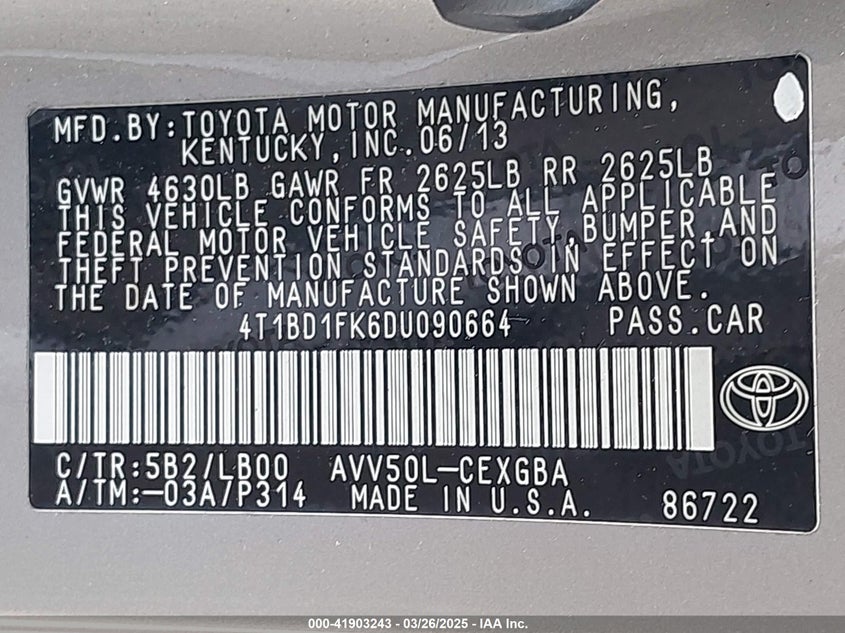 MFD.BY:TOYOTA MOTOR MANUFACTURING,
KENTUCKY,INC.06/13
GVWR 4630LB GAWR FR 2625LB RR 2625LB
THIS VEHICLE CONFORMS TO ALL APPLICABLE
FEDERAL MOTOR VEHICLE SAFETY,BUMPER,AND
THEFT PREVENTION STANDARDS IN EFFECT ON
THE DATE OF MANUFACTURE SHOWN ABOVE.
4T1BD1FK6DU090664 PASS.CAR
C/TR:5B2/LB00 AVV50L-CEXGBA
A/TM:-03A/P314 MADE IN U.S.A. 86722
000-41903243 - 03/26/2025 - IAA Inc.